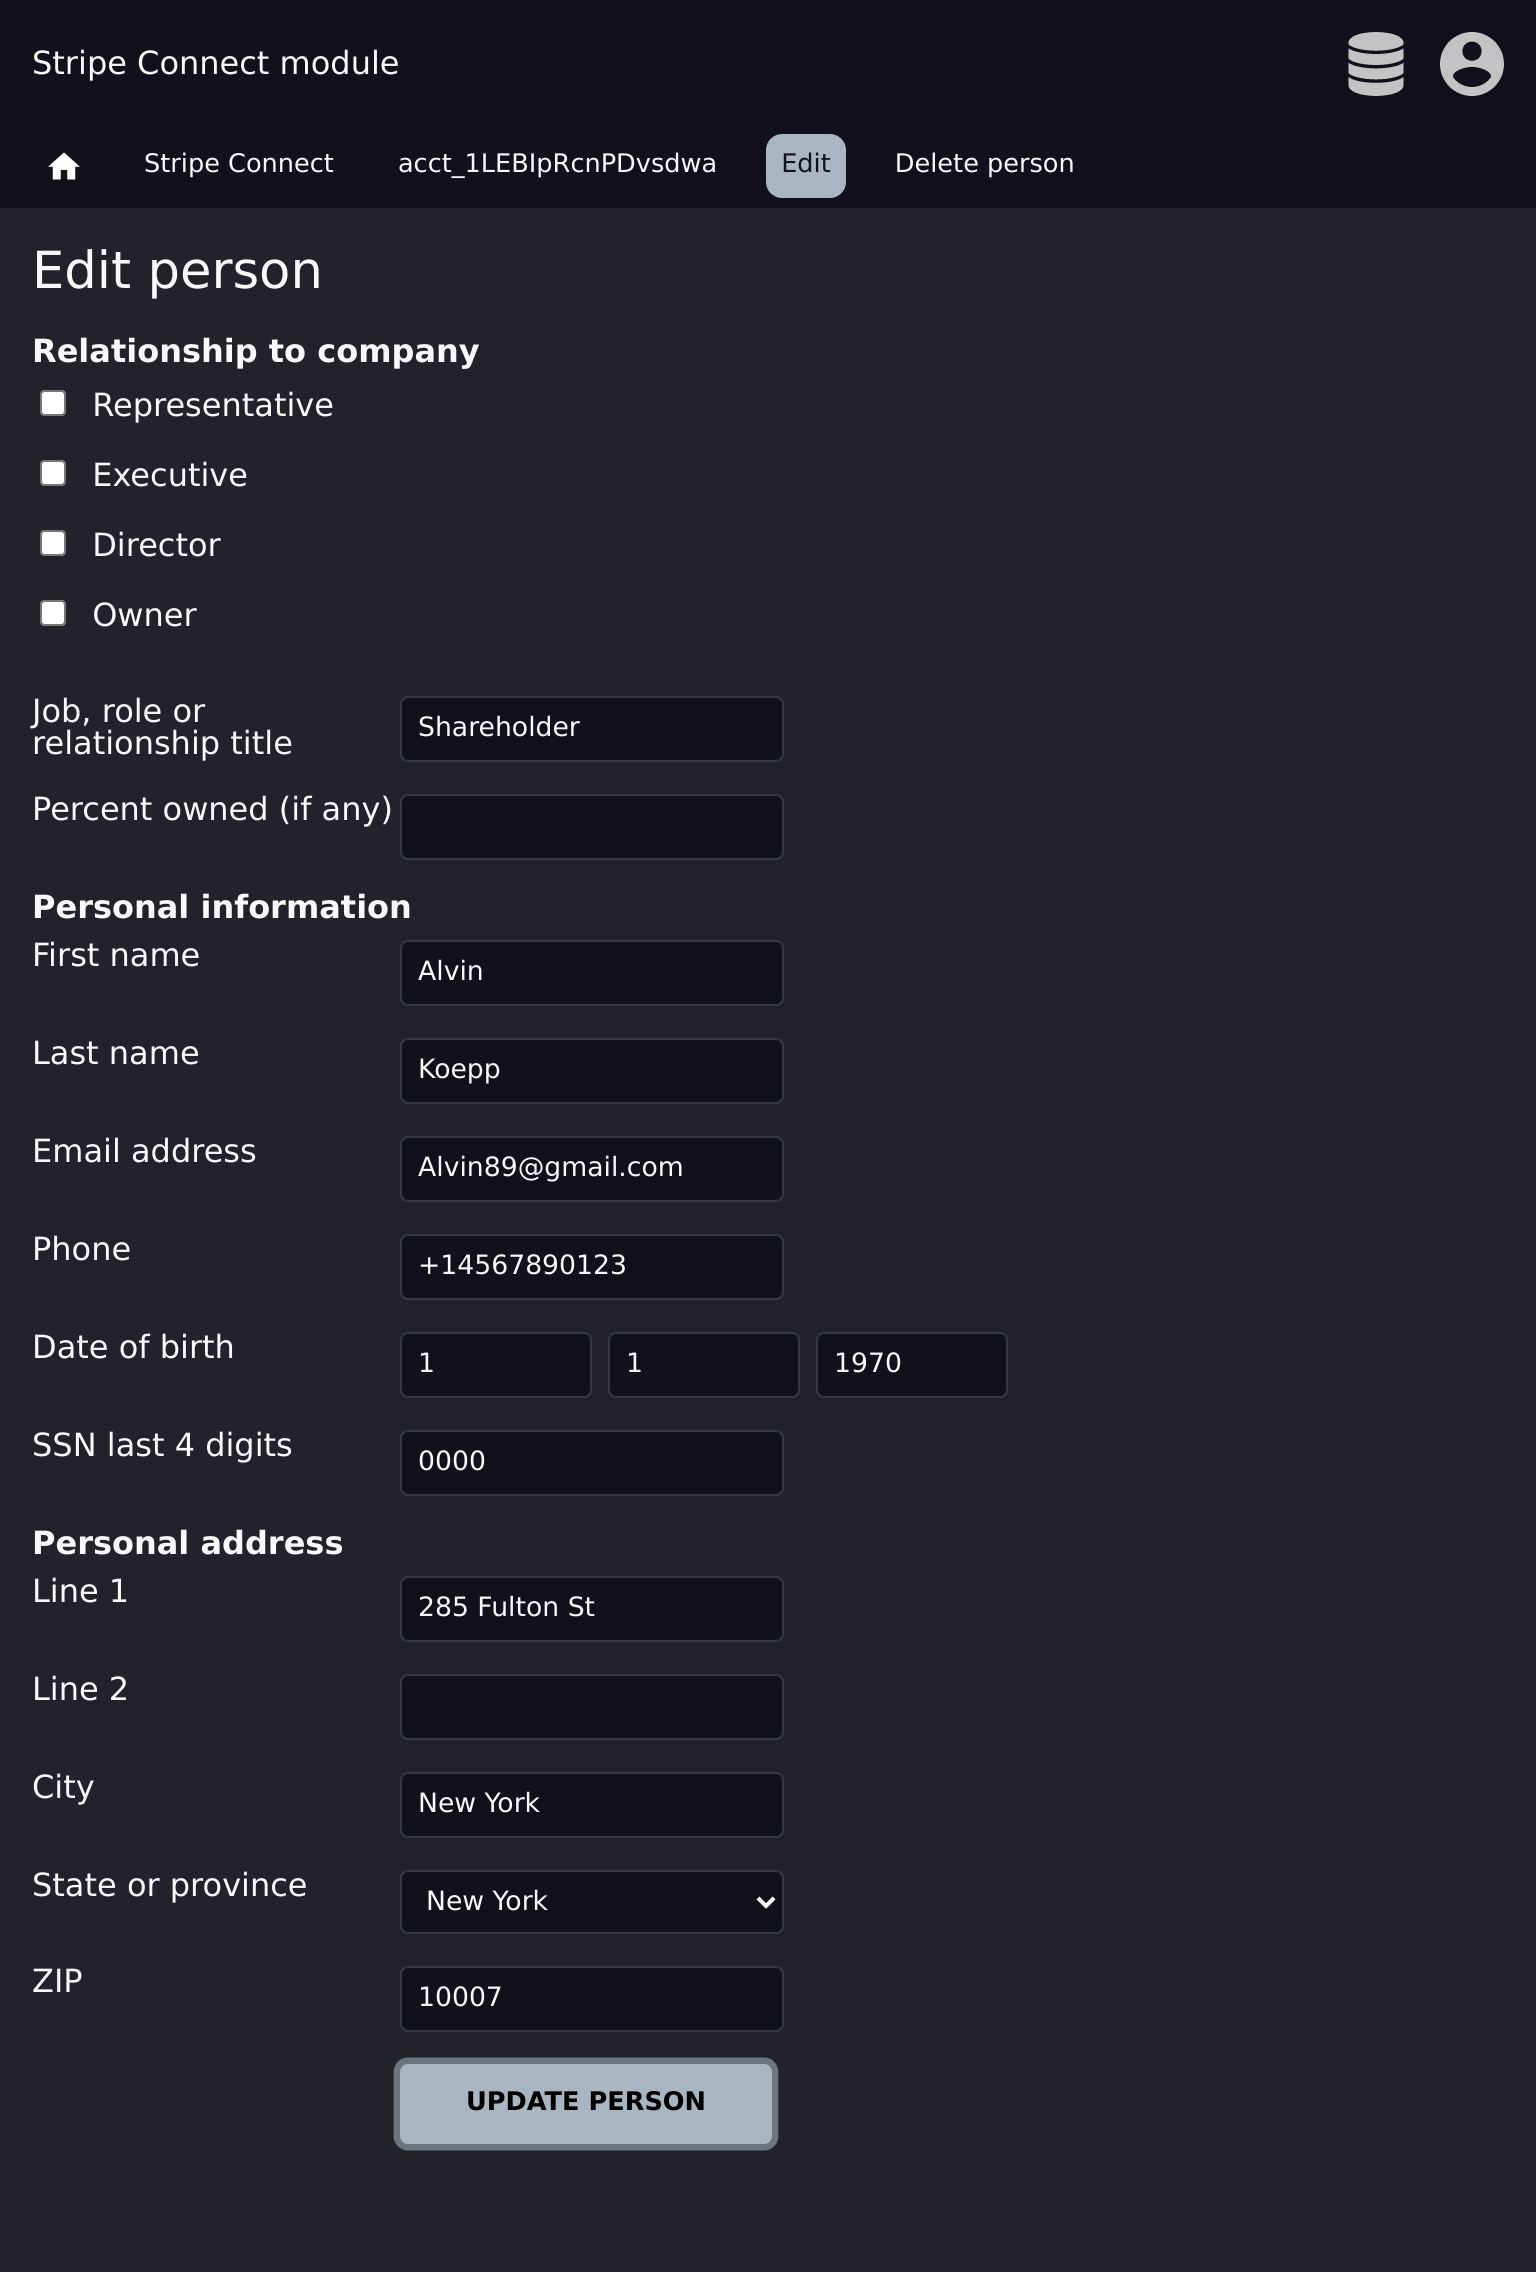 Stripe Connect module
Stripe Connect acct_1LEBIpRcnPDvsdwa Edit Delete person
Edit person
Relationship to company
Representative
Executive
Director
Owner
Job, role or
relationship title
Shareholder
Percent owned (if any)
Personal information
First name Alvin
Last name Koepp
Email address Alvin89@gmail.com
Phone +14567890123
Date of birth 1 1 1970
SSN last 4 digits 0000
Personal address
Line 1 285 Fulton St
Line 2
City New York
State or province New York
ZIP 10007
UPDATE PERSON